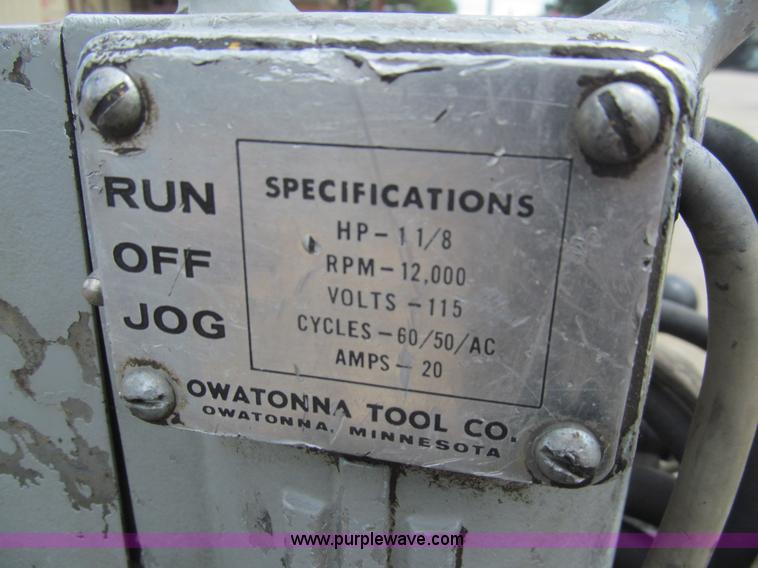 RUN
OFF
JOG
SPECIFICATIONS
HP-1 1/8
RPM-12,000
VOLTS-115
CYCLES-60/50/AC
AMPS-20
OWATONNA TOOL CO.
OWATONNA, MINNESOTA
www.purplewave.com